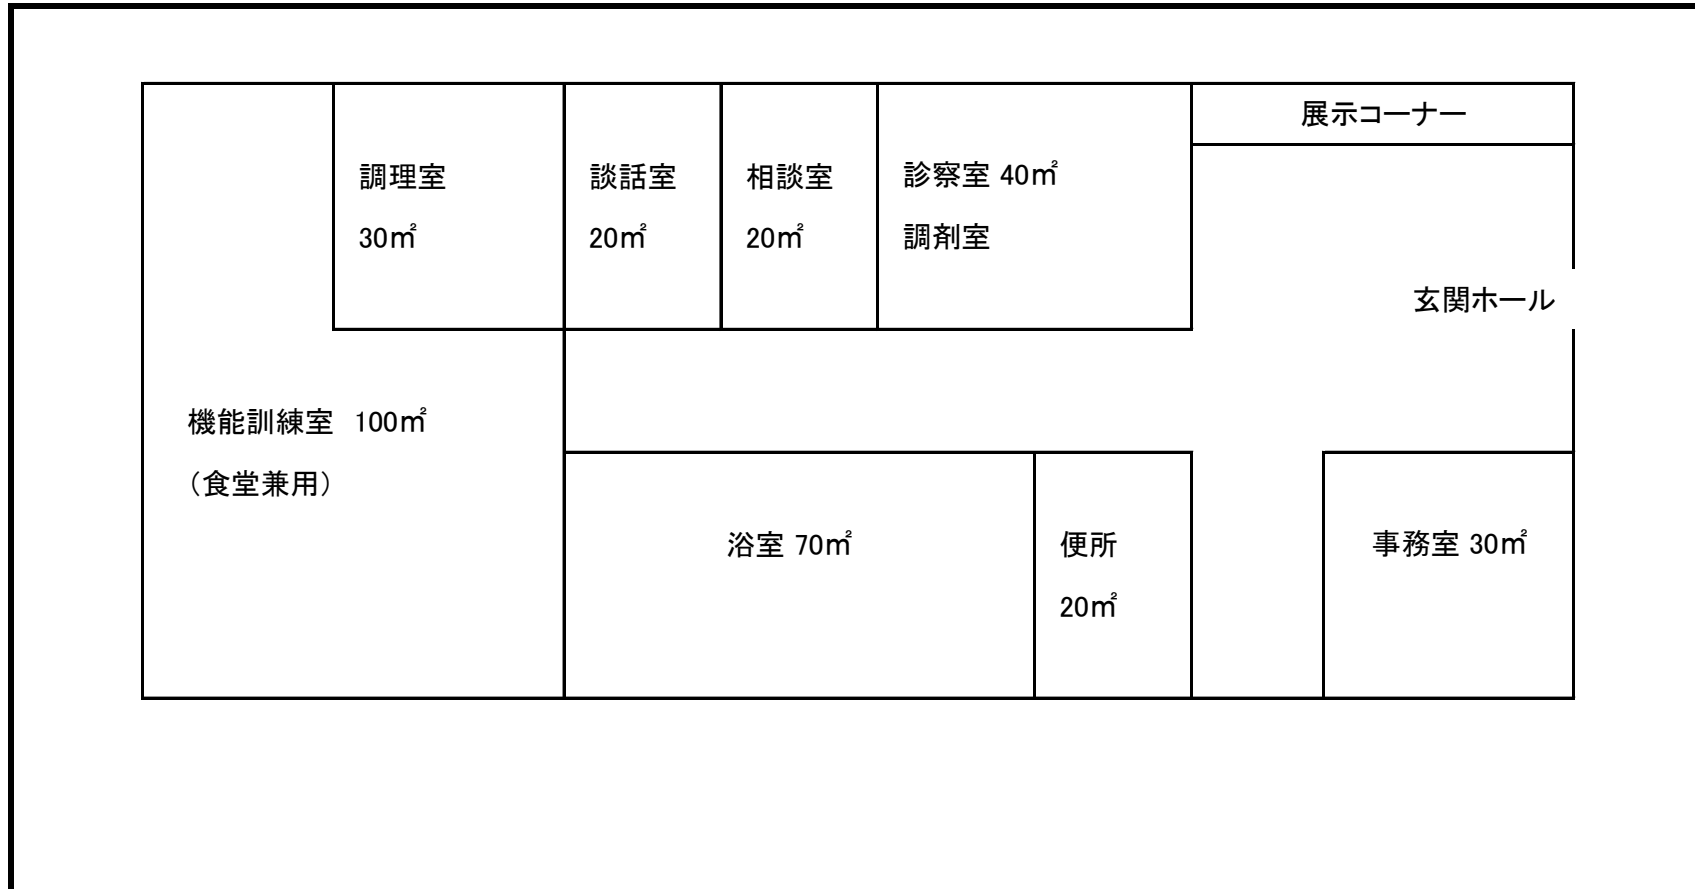 展示コーナー
調理室
30㎡
談話室
20㎡
相談室
20㎡
診察室 40㎡
調剤室
玄関ホール
機能訓練室 100㎡
（食堂兼用）
浴室 70㎡
便所
20㎡
事務室 30㎡